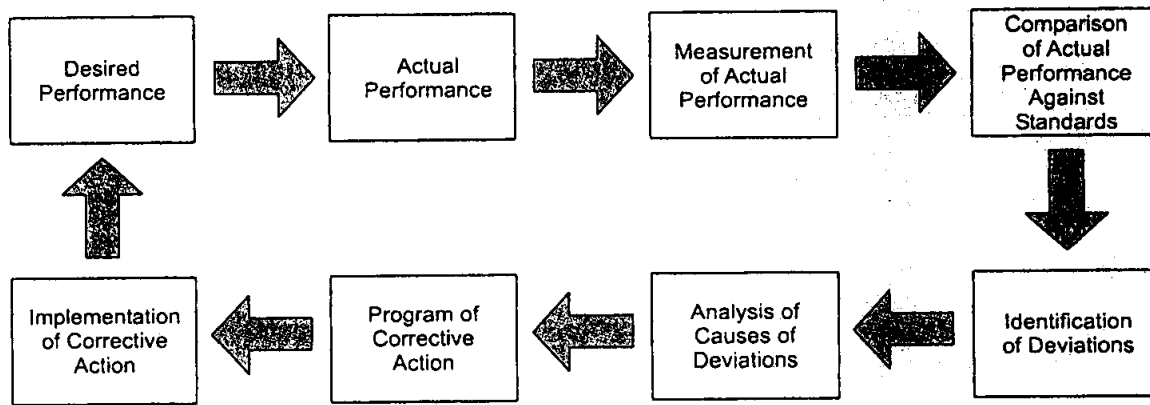 Desired
Performance
Actual
Performance
Measurement
of Actual
Performance
Comparison
of Actual
Performance
Against
Standards
Identification
of Deviations
Analysis of
Causes of
Deviations
Program of
Corrective
Action
Implementation
of Corrective
Action